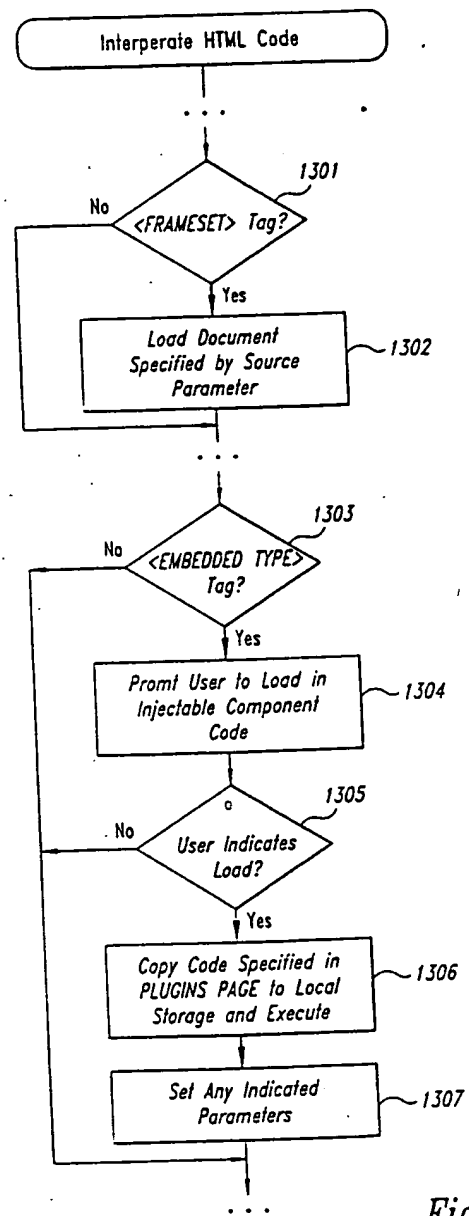 Interperate HTML Code
. . .
1301
No
<FRAMESET> Tag?
Yes
Load Document
Specified by Source
Parameter
1302
. . .
1303
No
<EMBEDDED TYPE>
Tag?
Yes
Promt User to Load in
Injectable Component
Code
1304
1305
No
User Indicates
Load?
Yes
Copy Code Specified in
PLUGINS PAGE to Local
Storage and Execute
1306
Set Any Indicated
Parameters
1307
. . .
Fig